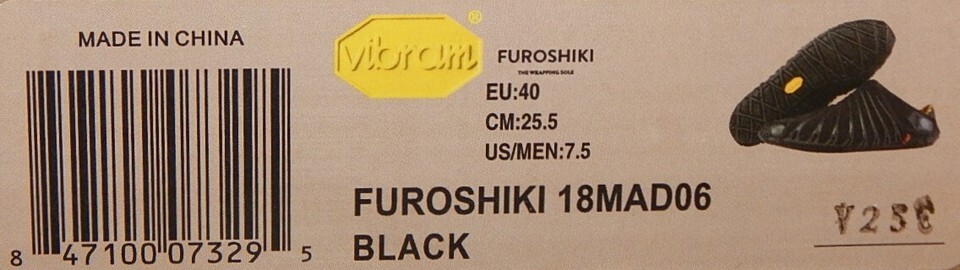 MADE IN CHINA
8 47100 07329 5
vibram®
FUROSHIKI
THE WRAPPING SOLE
EU:40
CM:25.5
US/MEN:7.5
FUROSHIKI 18MAD06
BLACK